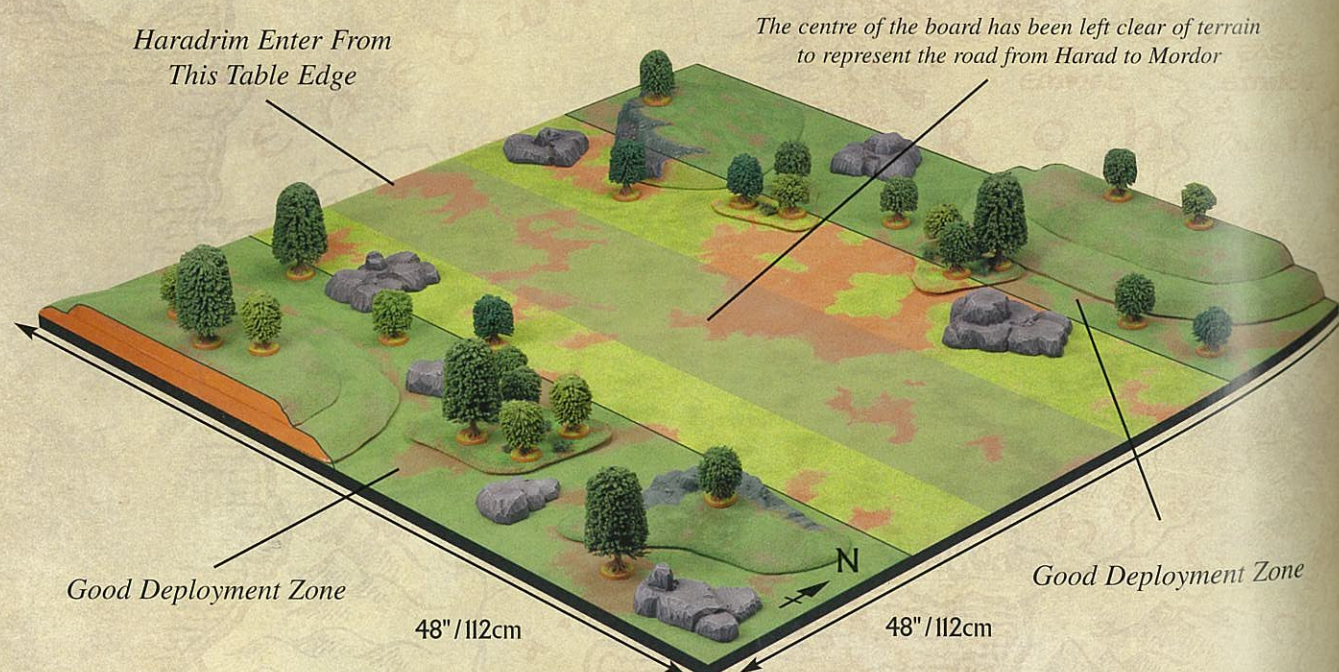 Haradrim Enter From
This Table Edge
The centre of the board has been left clear of terrain
to represent the road from Harad to Mordor
N
Good Deployment Zone
Good Deployment Zone
48"/112cm
48"/112cm